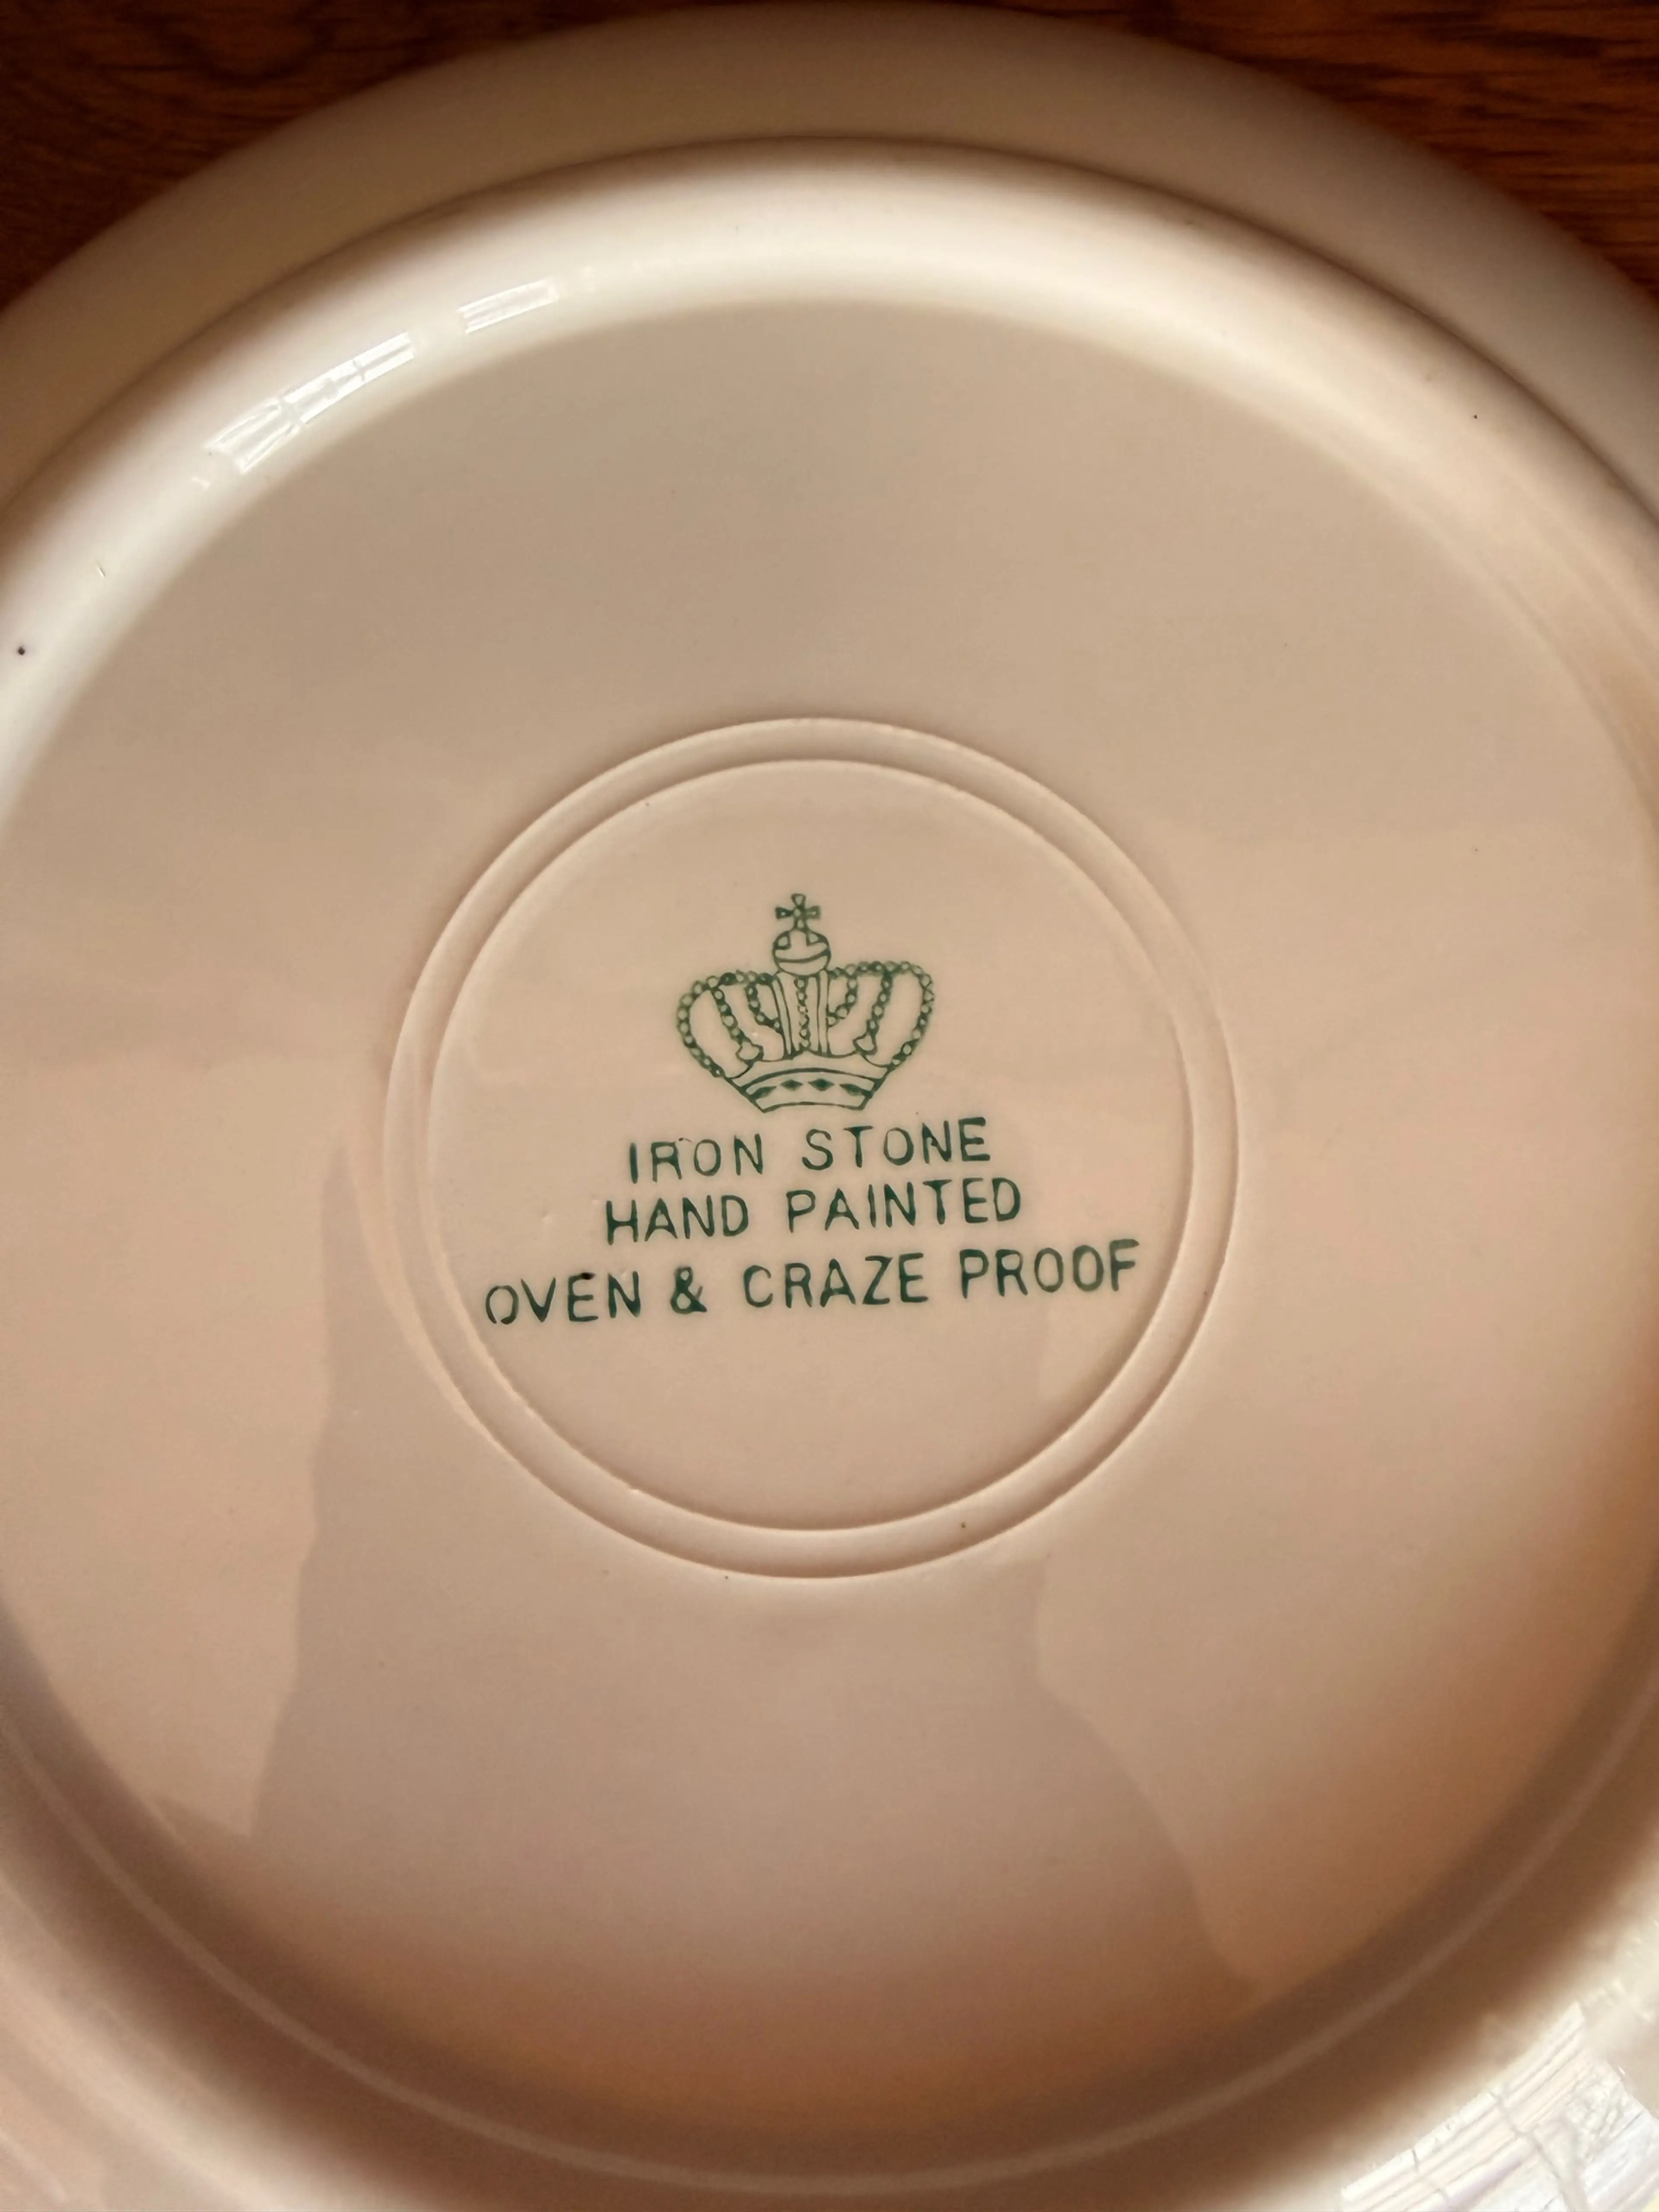 IRON STONE
HAND PAINTED
OVEN & CRAZE PROOF